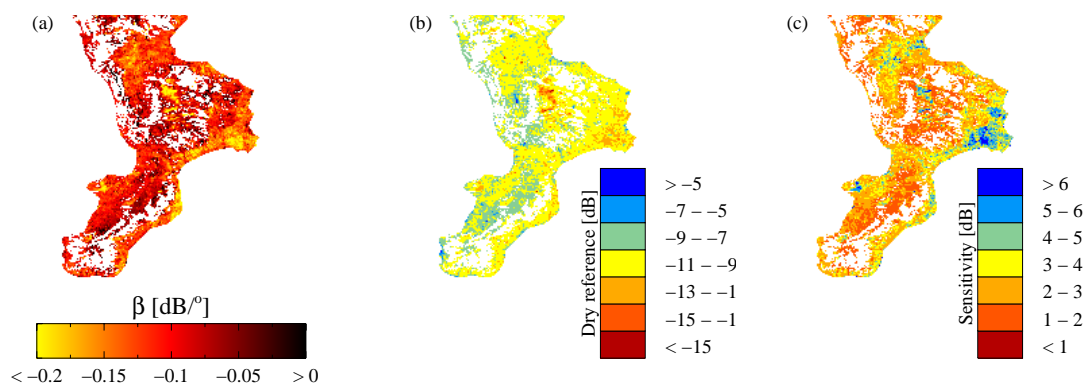 (a)
(b)
(c)
β [dB/°]
< −0.2 −0.15 −0.1 −0.05 > 0
Dry reference [dB]
> −5
−7 − −5
−9 − −7
−11 − −9
−13 − −1
−15 − −1
< −15
Sensitivity [dB]
> 6
5 − 6
4 − 5
3 − 4
2 − 3
1 − 2
< 1